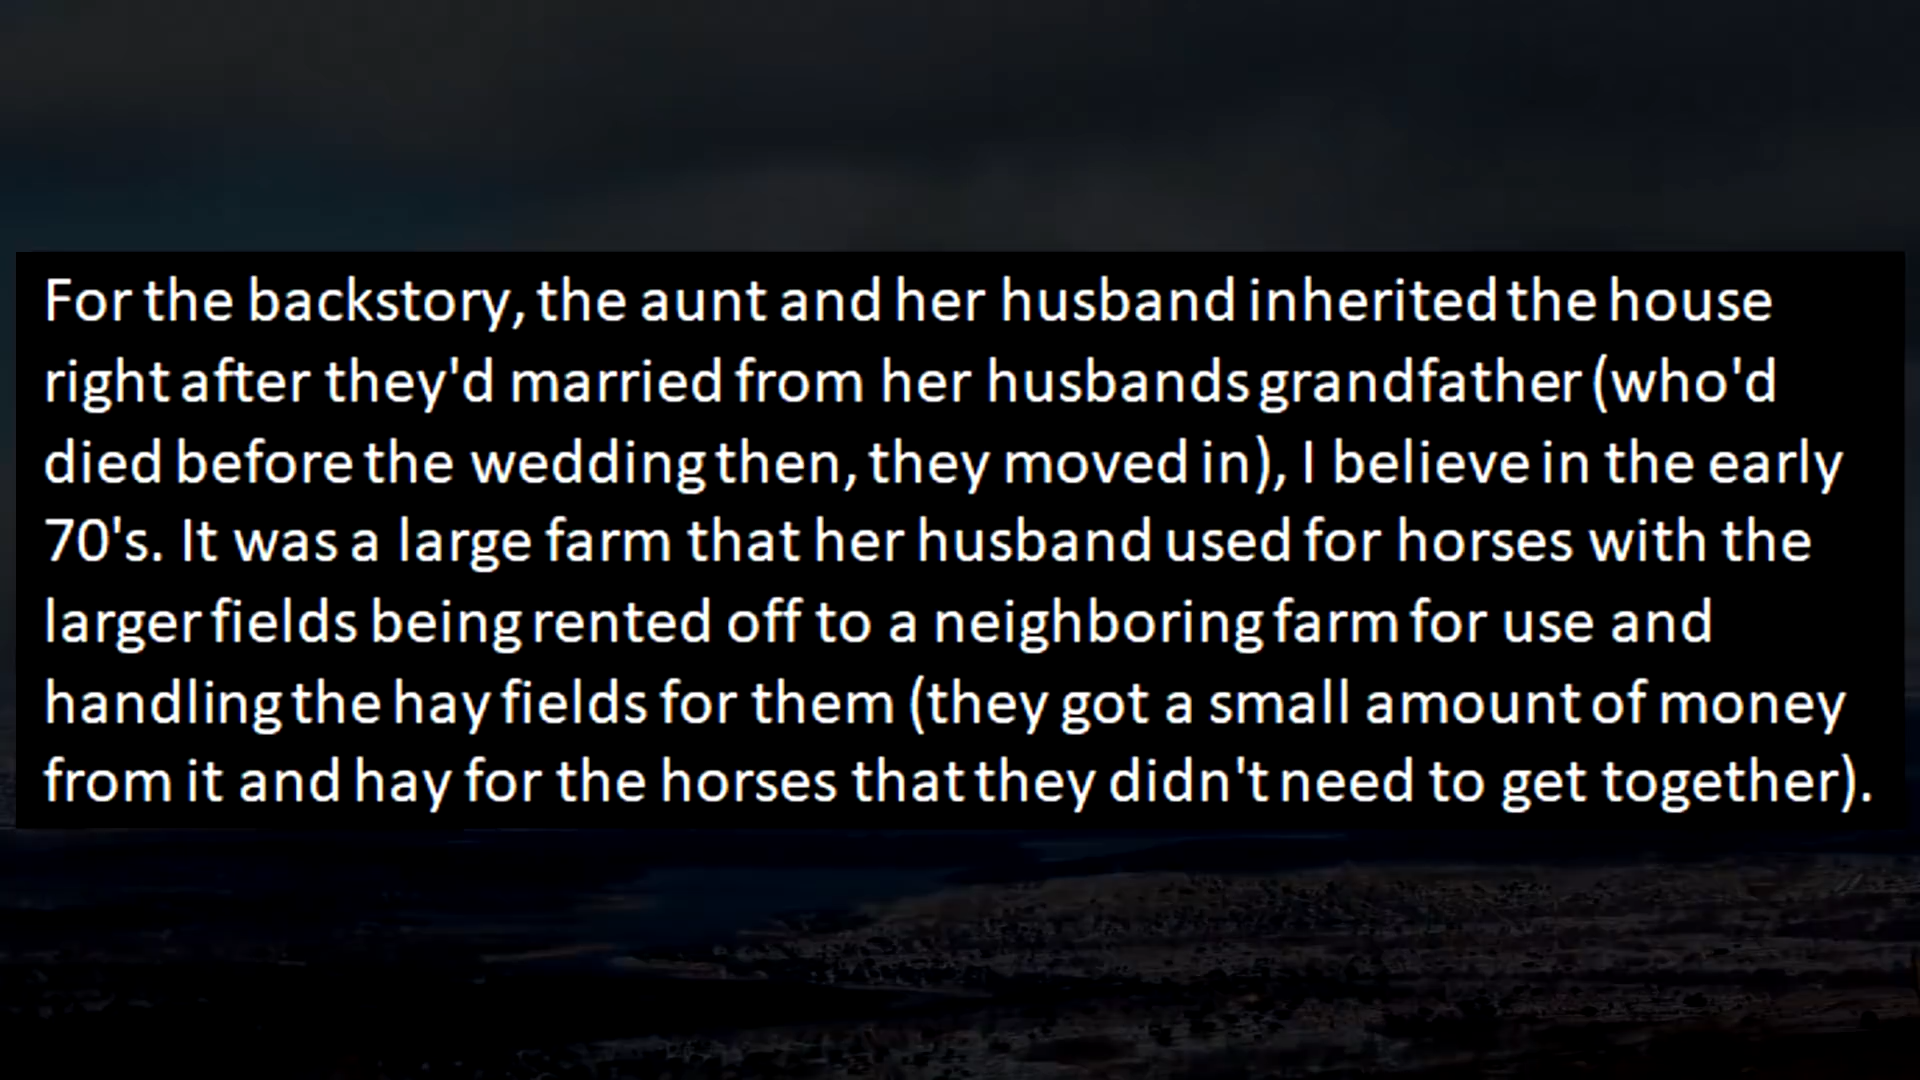 For the backstory, the aunt and her husband inherited the house
right after they'd married from her husbands grandfather (who'd
died before the wedding then, they moved in), I believe in the early
70's. It was a large farm that her husband used for horses with the
larger fields being rented off to a neighboring farm for use and
handling the hay fields for them (they got a small amount of money
from it and hay for the horses that they didn't need to get together).